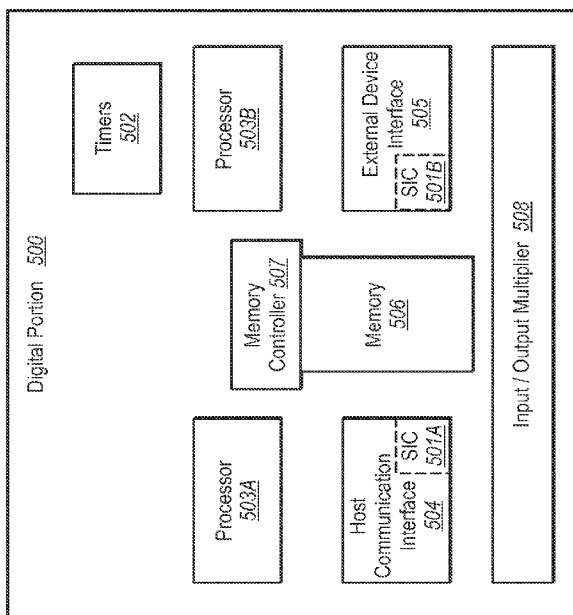 Digital Portion 500
Timers
502
Processor
503A
Memory
Controller 507
Processor
503B
Host
Communication
Interface
504
SIC
501A
Memory
506
External Device
Interface
505
SIC
501B
Input / Output Multiplier 508